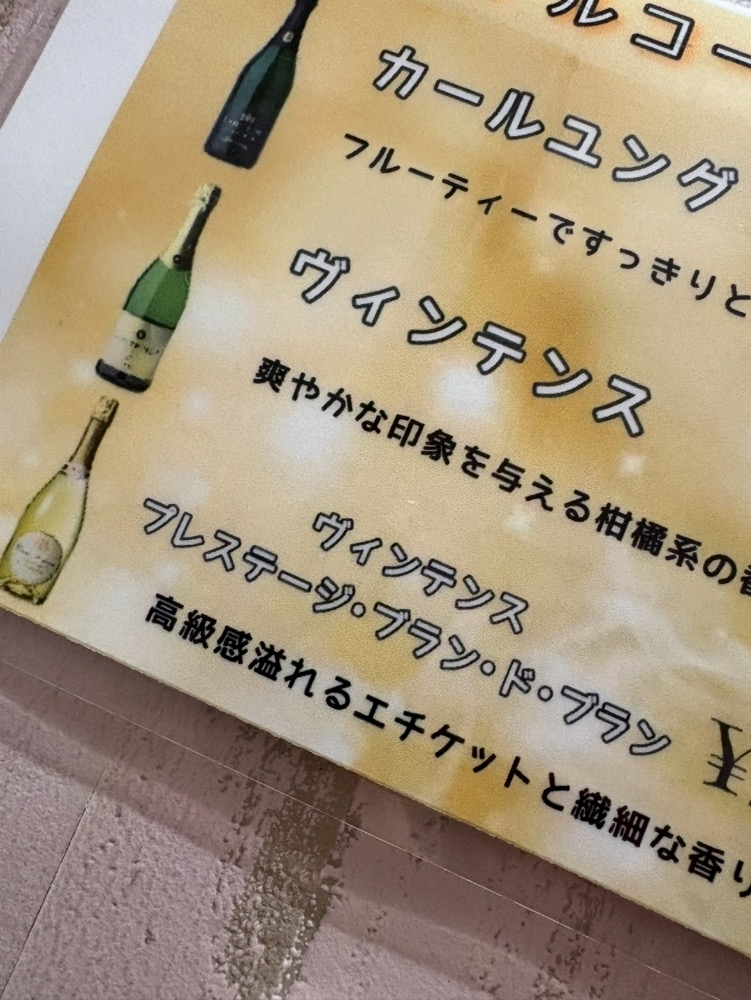 ルコー
カールユング
フルーティーですっきりと
ヴィンテンス
爽やかな印象を与える柑橘系の香
ヴィンテンス
プレステージ・ブラン・ド・ブラン
¥
高級感溢れるエチケットと繊細な香り